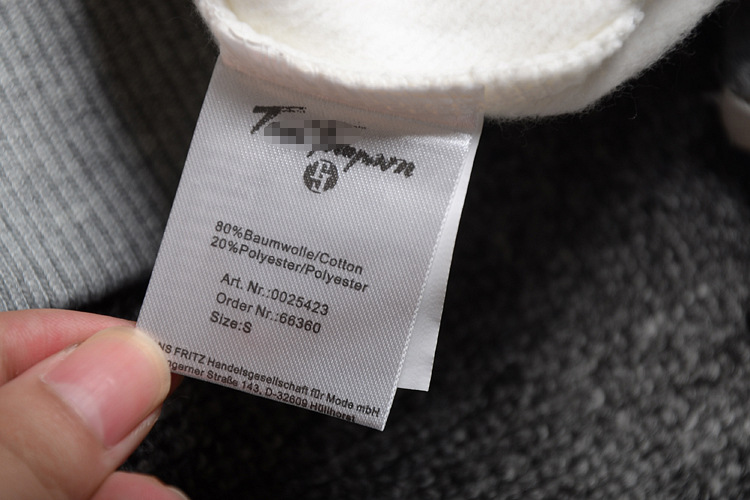 80%Baumwolle/Cotton
20%Polyester/Polyester
Art. Nr.:0025423
Order Nr.:66360
Size:S
FRITZ Handelsgesellschaft für Mode mbH
Straße 143, D-32609 Hüllhorst